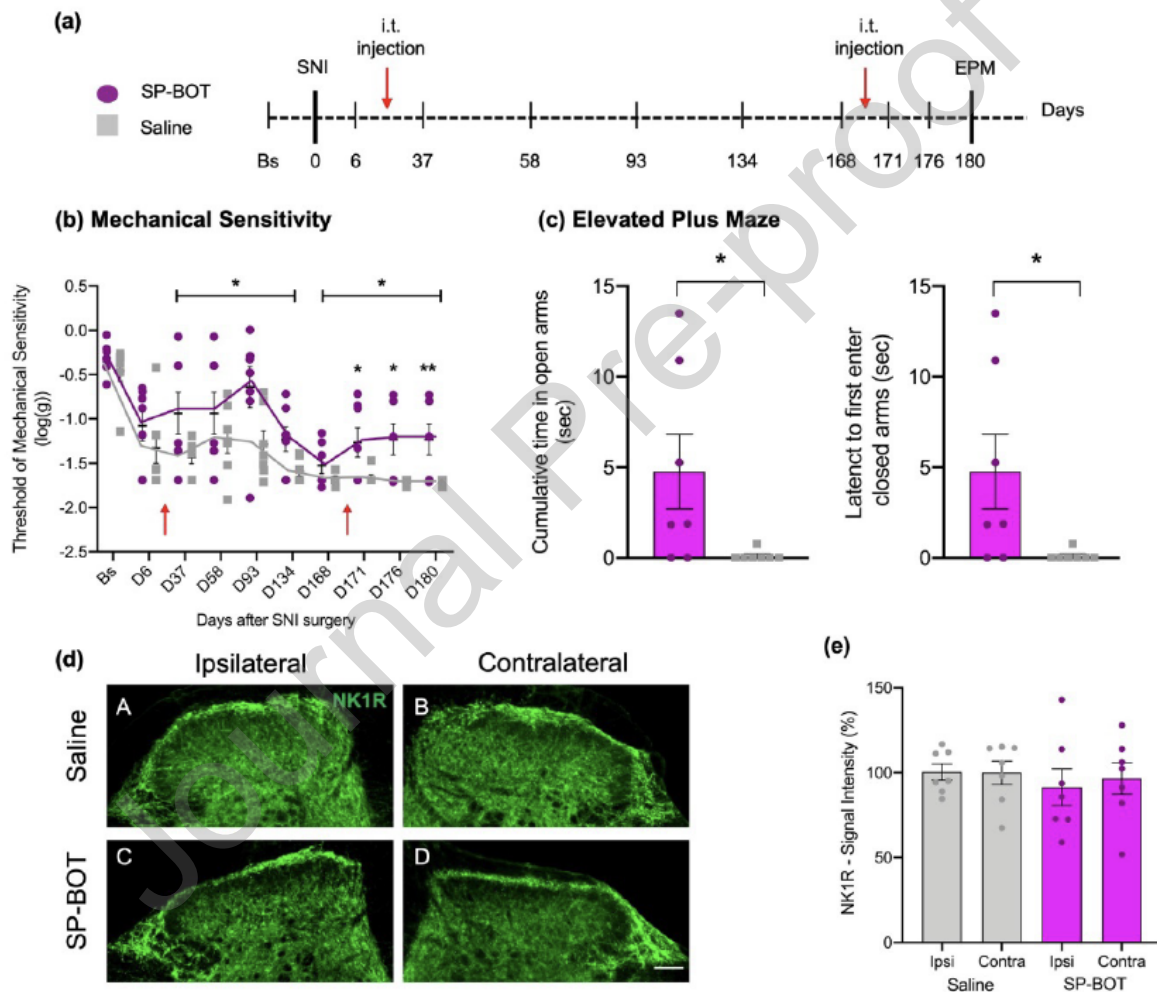 (a)
i.t.
injection
i.t.
injection
SNI
EPM
SP-BOT
Saline
Days
Bs 0 6 37 58 93 134 168 171 176 180
(b) Mechanical Sensitivity
Threshold of Mechanical Sensitivity
(log(g))
0.5
0.0
-0.5
-1.0
-1.5
-2.0
-2.5
* *
* * **
Bs D6 D37 D58 D93 D134 D168 D171 D176 D180
Days after SNI surgery
(c) Elevated Plus Maze
Cumulative time in open arms
(sec)
15
10
5
0
*
Latenct to first enter
closed arms (sec)
15
10
5
0
*
(d)
Ipsilateral Contralateral
Saline
SP-BOT
A NK1R
B
C
D
(e)
NK1R - Signal Intensity (%)
150
100
50
0
Ipsi Contra Ipsi Contra
Saline SP-BOT
Journal Pre-proof